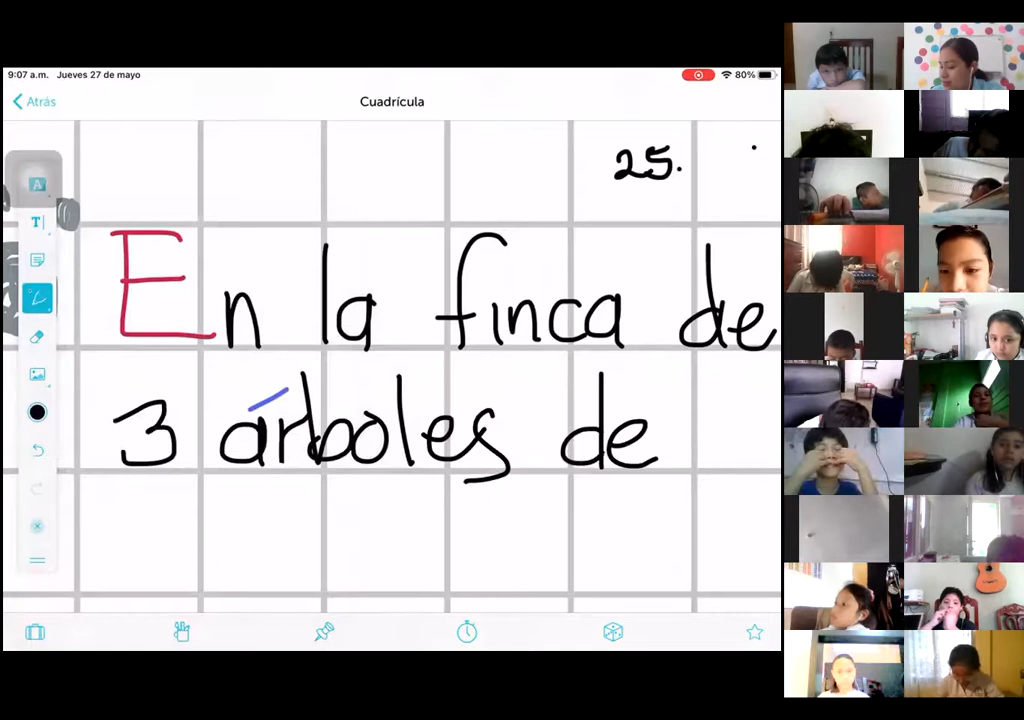 9:07 a.m. Jueves 27 de mayo
80%
Atrás
Cuadrícula
25.
En la finca de
3 árboles de